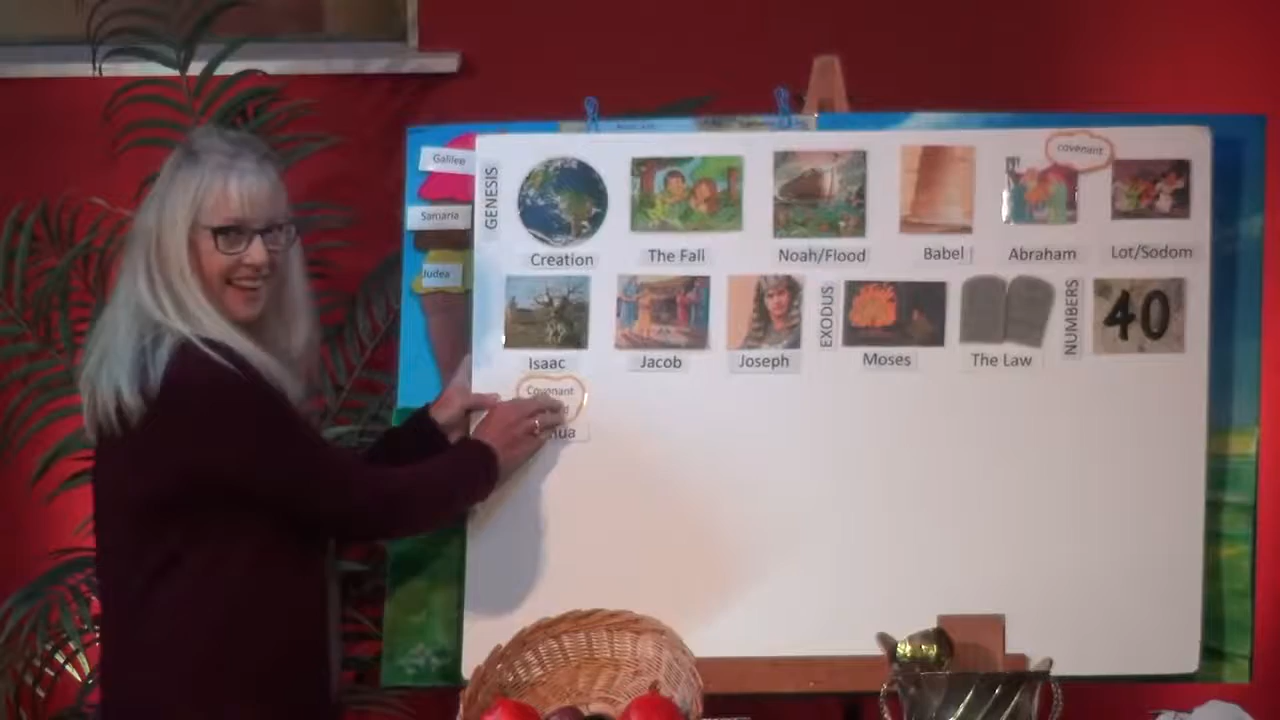 Galilee
Samaria
Judea
GENESIS
covenant
Creation
The Fall
Noah/Flood
Babel
Abraham
Lot/Sodom
40
Isaac
Jacob
Joseph
EXODUS
Moses
The Law
NUMBERS
Covenant